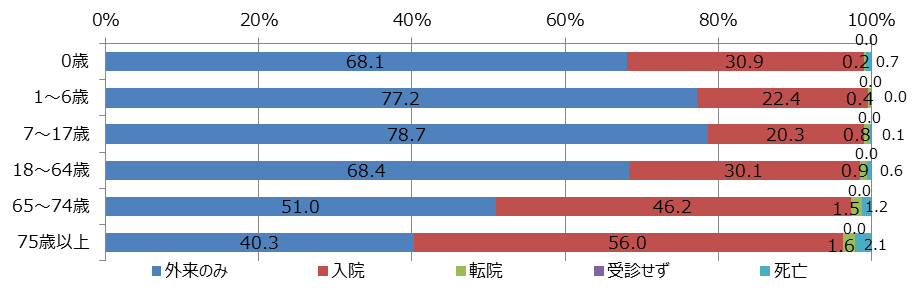 0% 20% 40% 60% 80% 100%
0歳 68.1 30.9 0.2 0.0 0.7
1～6歳 77.2 22.4 0.4 0.0 0.0
7～17歳 78.7 20.3 0.8 0.0 0.1
18～64歳 68.4 30.1 0.9 0.0 0.6
65～74歳 51.0 46.2 1.5 0.0 1.2
75歳以上 40.3 56.0 1.6 0.0 2.1
外来のみ 入院 転院 受診せず 死亡